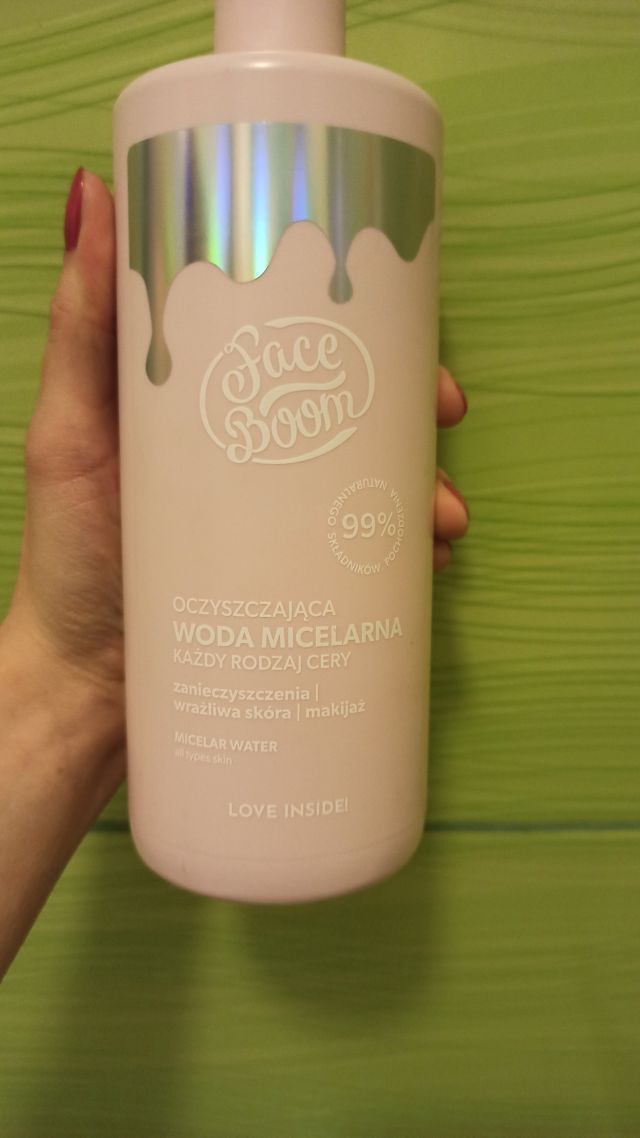 Face
Boom
99%
SKŁADNIKÓW POCHODZENIA NATURALNEGO
OCZYSZCZAJĄCA
WODA MICELARNA
KAŻDY RODZAJ CERY
zanieczyszczenia |
wrażliwa skóra | makijaż
MICELAR WATER
all types skin
LOVE INSIDE!